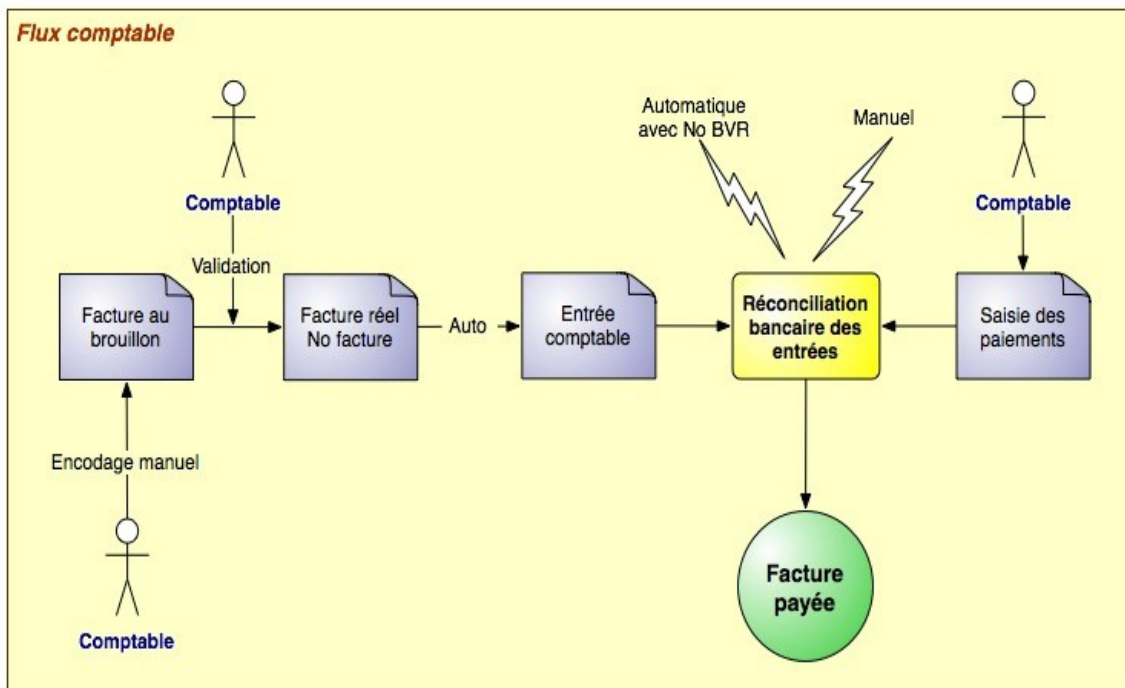 Flux comptable
Automatique
avec No BVR
Manuel
Comptable
Comptable
Validation
Facture au
brouillon
Facture réel
No facture
Auto
Entrée
comptable
Réconciliation
bancaire des
entrées
Saisie des
paiements
Encodage manuel
Comptable
Facture
payée